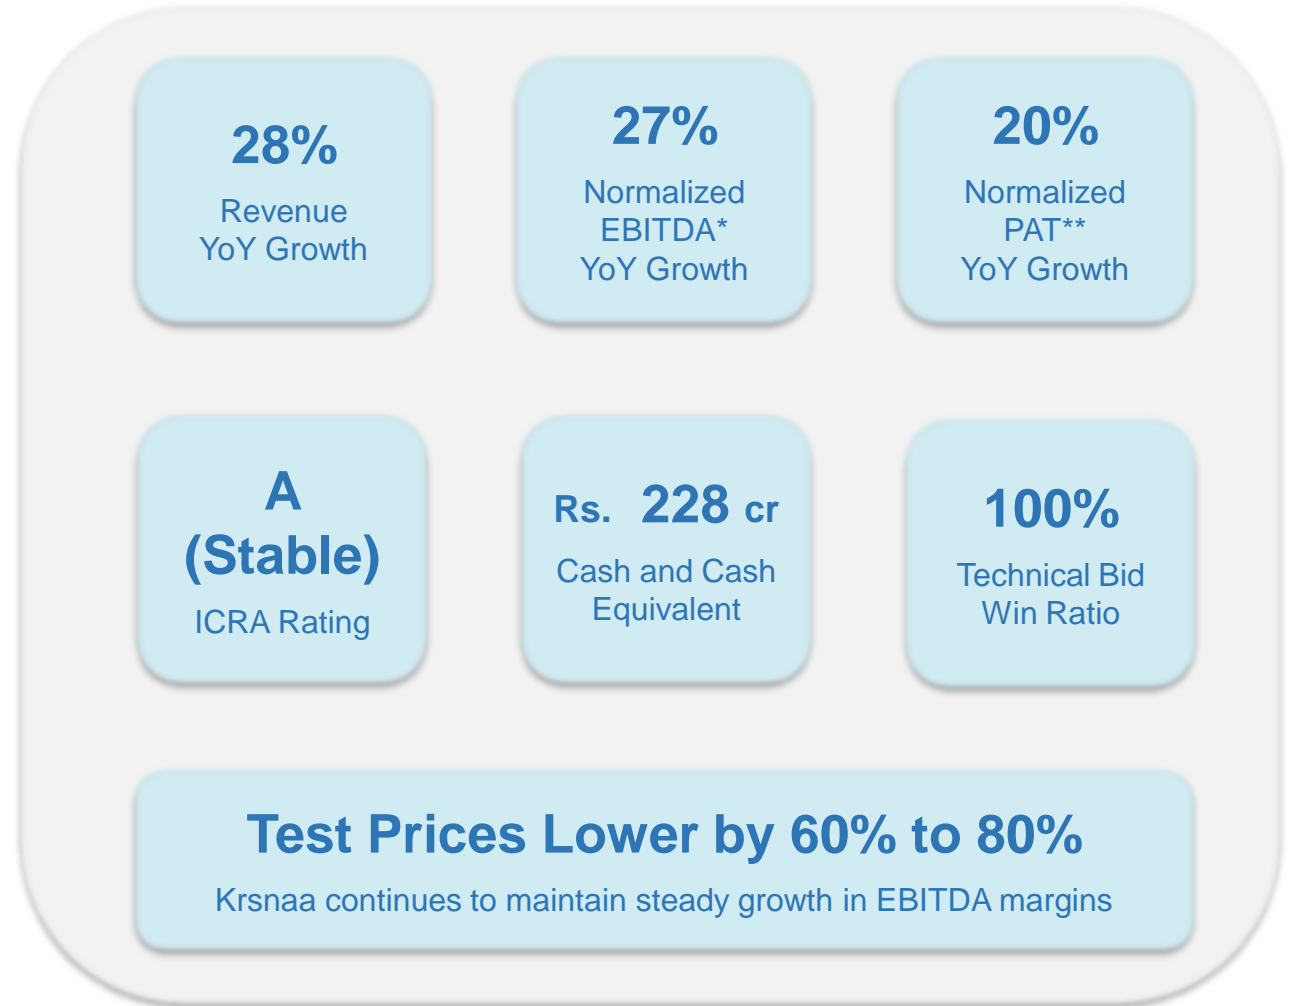 28%
Revenue
YoY Growth
27%
Normalized
EBITDA*
YoY Growth
20%
Normalized
PAT**
YoY Growth
A
(Stable)
ICRA Rating
Rs. 228 cr
Cash and Cash
Equivalent
100%
Technical Bid
Win Ratio
Test Prices Lower by 60% to 80%
Krsnaa continues to maintain steady growth in EBITDA margins